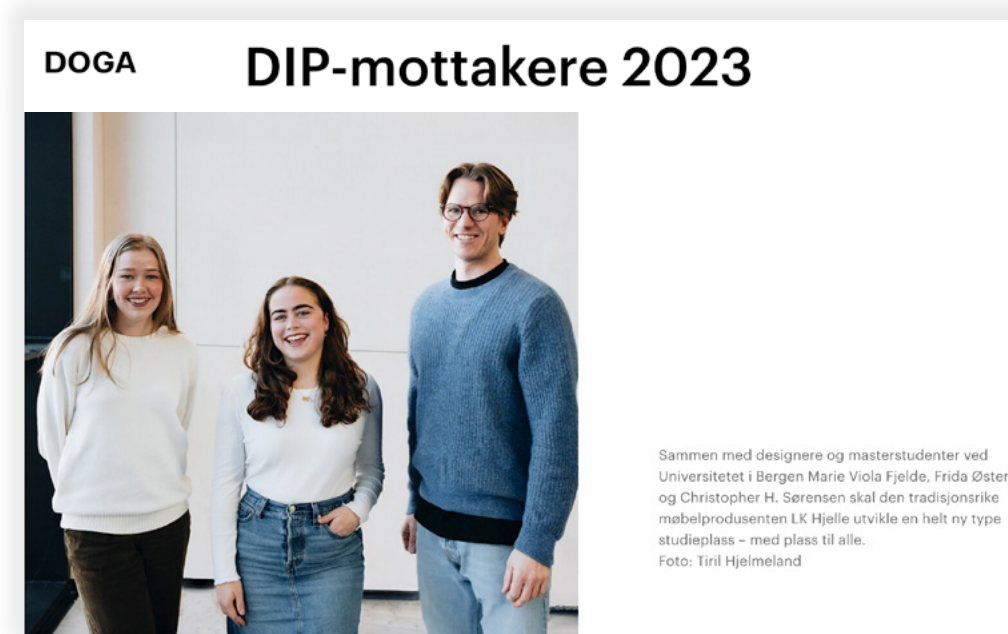 DOGA
DIP-mottakere 2023
Sammen med designere og masterstudenter ved
Universitetet i Bergen Marie Viola Fjelde, Frida Øster
og Christopher H. Sørensen skal den tradisjonsrike
møbelprodusenten LK Hjelle utvikle en helt ny type
studieplass – med plass til alle.
Foto: Tiril Hjelmeland